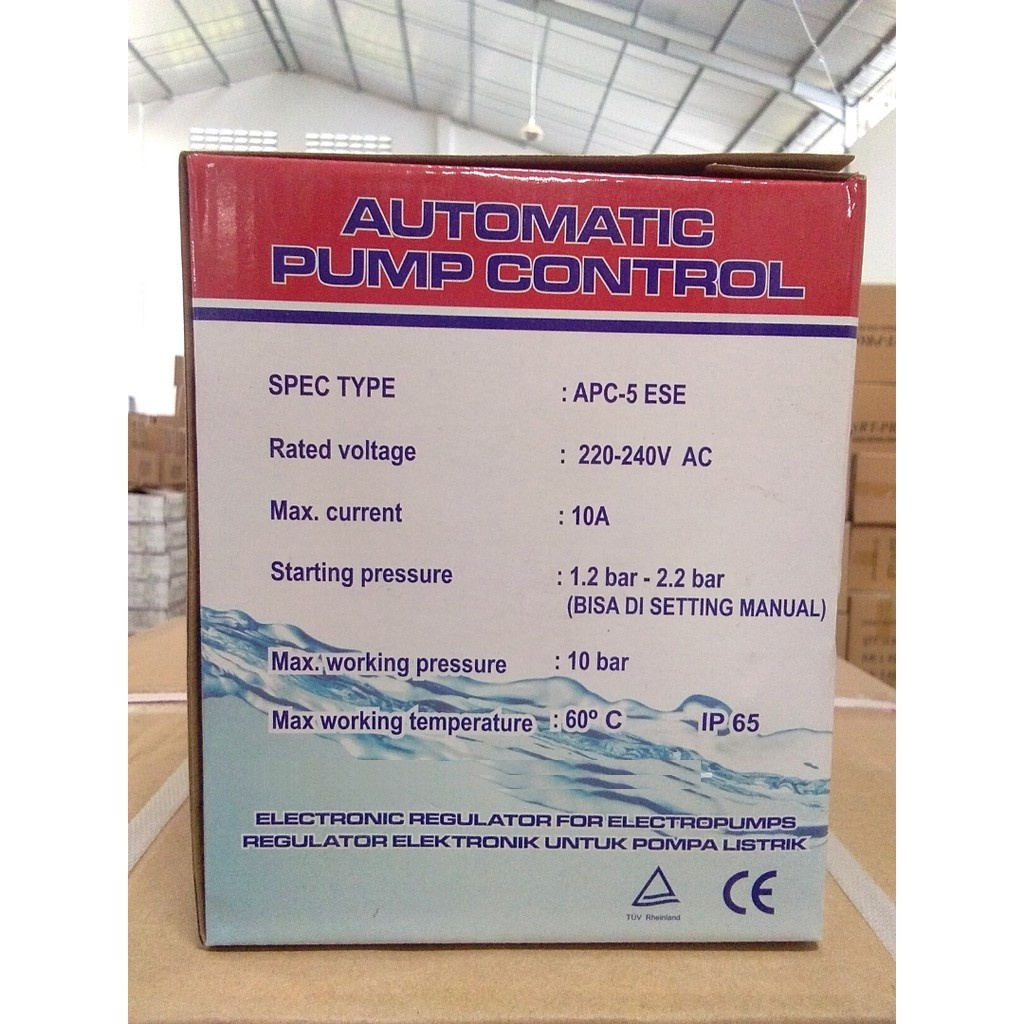 AUTOMATIC
PUMP CONTROL
SPEC TYPE : APC-5 ESE
Rated voltage : 220-240V AC
Max. current : 10A
Starting pressure : 1.2 bar - 2.2 bar
(BISA DI SETTING MANUAL)
Max. working pressure : 10 bar
Max working temperature : 60º C IP 65
ELECTRONIC REGULATOR FOR ELECTROPUMPS
REGULATOR ELEKTRONIK UNTUK POMPA LISTRIK
TÜV Rheinland
CE